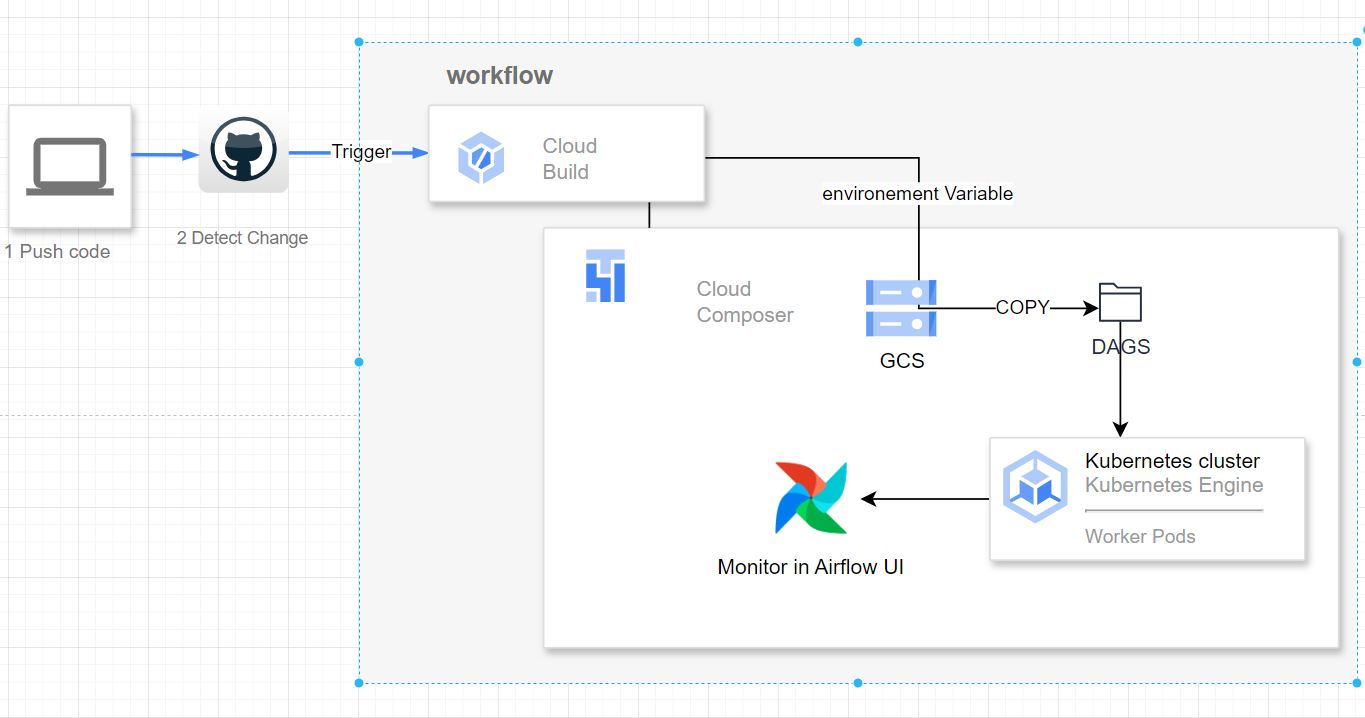 workflow
1 Push code
2 Detect Change
Trigger
Cloud
Build
environement Variable
Cloud
Composer
GCS
COPY
DAGS
Kubernetes cluster
Kubernetes Engine
Worker Pods
Monitor in Airflow UI